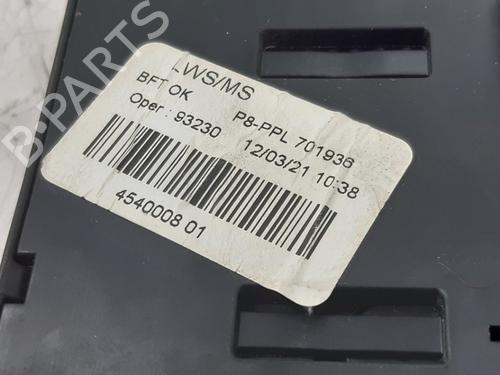 B-PARTS
LWS/MS
BFT OK P8-PPL 701936
Oper : 93230 12/03/21 10:38
4540008 01